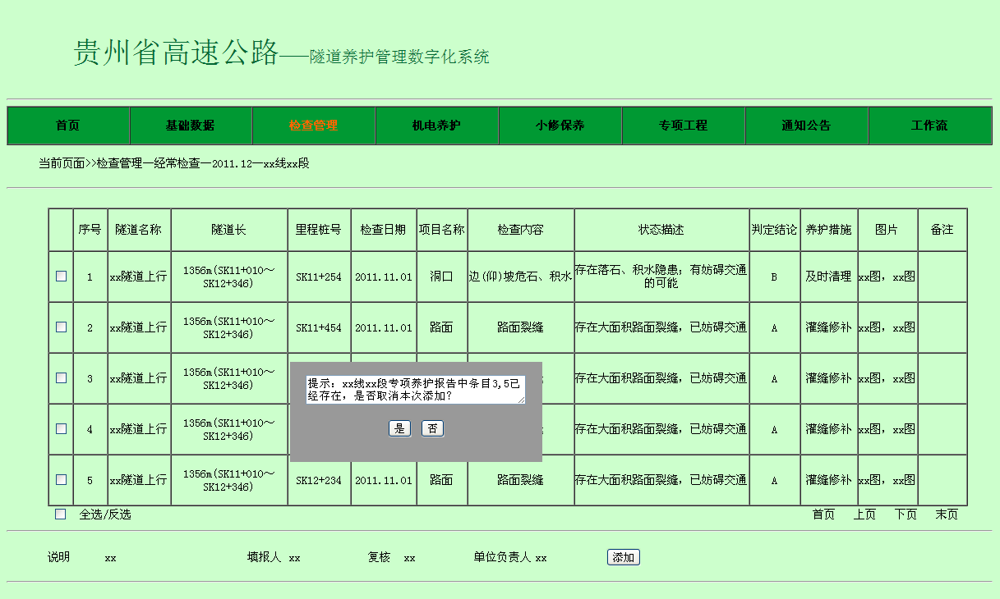 贵州省高速公路——隧道养护管理数字化系统
首页 基础数据 检查管理 机电养护 小修保养 专项工程 通知公告 工作流
当前页面>>检查管理—经常检查—2011.12—xx线xx段
序号 隧道名称 隧道长 里程桩号 检查日期 项目名称 检查内容 状态描述 判定结论 养护措施 图片 备注
1 xx隧道上行 1356m(SK11+010～SK12+346) SK11+254 2011.11.01 洞口 边(仰)坡危石、积水 存在落石、积水隐患；有妨碍交通的可能 B 及时清理 xx图，xx图
2 xx隧道上行 1356m(SK11+010～SK12+346) SK11+454 2011.11.01 路面 路面裂缝 存在大面积路面裂缝，已妨碍交通 A 灌缝修补 xx图，xx图
3 xx隧道上行 1356m(SK11+010～SK12+346) 存在大面积路面裂缝，已妨碍交通 A 灌缝修补 xx图，xx图
提示：xx线xx段专项养护报告中条目3,5已
经存在，是否取消本次添加？
是 否
4 xx隧道上行 1356m(SK11+010～SK12+346) 存在大面积路面裂缝，已妨碍交通 A 灌缝修补 xx图，xx图
5 xx隧道上行 1356m(SK11+010～SK12+346) SK12+234 2011.11.01 路面 路面裂缝 存在大面积路面裂缝，已妨碍交通 A 灌缝修补 xx图，xx图
全选/反选 首页 上页 下页 末页
说明 xx 填报人 xx 复核 xx 单位负责人 xx 添加